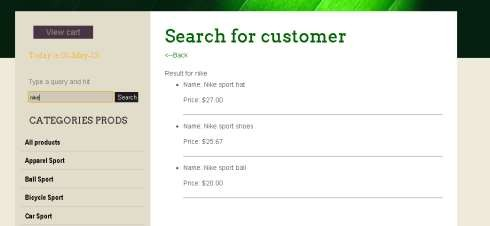 View cart
Today is 01-May-13
Type a query and hit
nike
Search
CATEGORIES PRODS
All products
Apparel Sport
Ball Sport
Bicycle Sport
Car Sport
Search for customer
<--Back
Result for nike
Name: Nike sport hat
Price: $27.00
Name: Nike sport shoes
Price: $25.67
Name: Nike sport ball
Price: $20.00